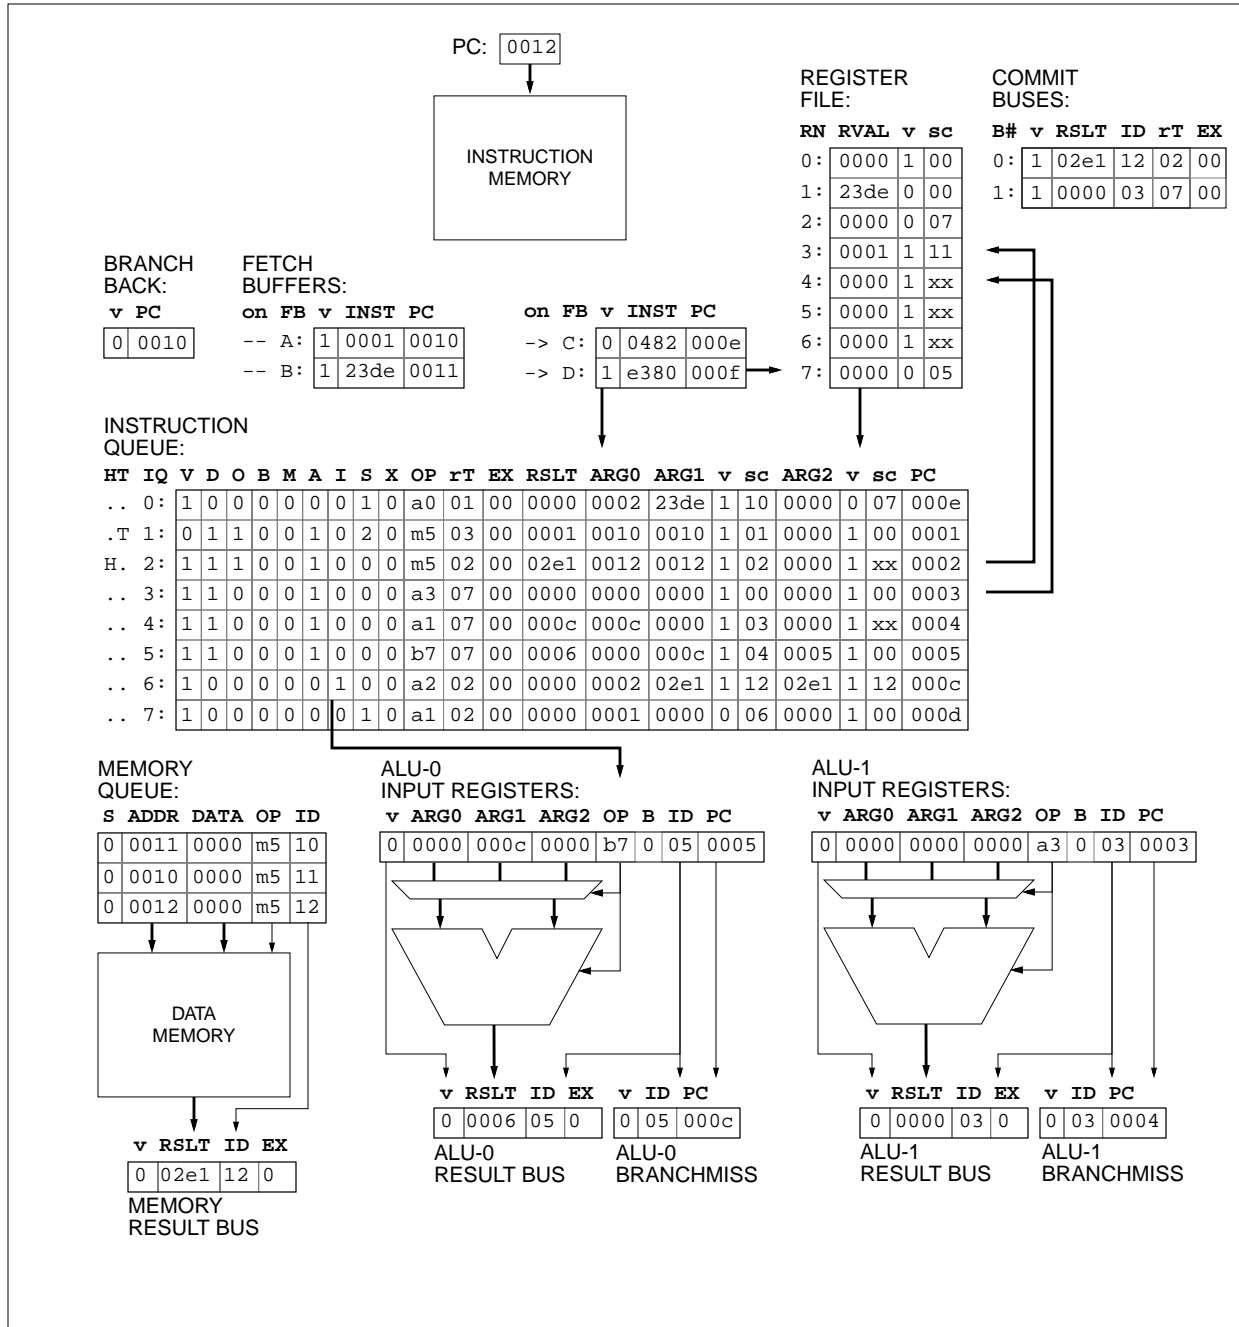 PC: 0012
INSTRUCTION
MEMORY
REGISTER
FILE:
RN RVAL v sc
0: 0000 1 00
1: 23de 0 00
2: 0000 0 07
3: 0001 1 11
4: 0000 1 xx
5: 0000 1 xx
6: 0000 1 xx
7: 0000 0 05
COMMIT
BUSES:
B# v RSLT ID rT EX
0: 1 02e1 12 02 00
1: 1 0000 03 07 00
BRANCH
BACK:
v PC
0 0010
FETCH
BUFFERS:
on FB v INST PC
-- A: 1 0001 0010
-- B: 1 23de 0011
on FB v INST PC
-> C: 0 0482 000e
-> D: 1 e380 000f
INSTRUCTION
QUEUE:
HT IQ V D O B M A I S X OP rT EX RSLT ARG0 ARG1 v sc ARG2 v sc PC
.. 0: 1 0 0 0 0 0 0 1 0 a0 01 00 0000 0002 23de 1 10 0000 0 07 000e
.T 1: 0 1 1 0 0 1 0 2 0 m5 03 00 0001 0010 0010 1 01 0000 1 00 0001
H. 2: 1 1 1 0 0 1 0 0 0 m5 02 00 02e1 0012 0012 1 02 0000 1 xx 0002
.. 3: 1 1 0 0 0 1 0 0 0 a3 07 00 0000 0000 0000 1 00 0000 1 00 0003
.. 4: 1 1 0 0 0 1 0 0 0 a1 07 00 000c 000c 0000 1 03 0000 1 xx 0004
.. 5: 1 1 0 0 0 1 0 0 0 b7 07 00 0006 0000 000c 1 04 0005 1 00 0005
.. 6: 1 0 0 0 0 0 1 0 0 a2 02 00 0000 0002 02e1 1 12 02e1 1 12 000c
.. 7: 1 0 0 0 0 0 0 1 0 a1 02 00 0000 0001 0000 0 06 0000 1 00 000d
MEMORY
QUEUE:
S ADDR DATA OP ID
0 0011 0000 m5 10
0 0010 0000 m5 11
0 0012 0000 m5 12
DATA
MEMORY
v RSLT ID EX
0 02e1 12 0
MEMORY
RESULT BUS
ALU-0
INPUT REGISTERS:
v ARG0 ARG1 ARG2 OP B ID PC
0 0000 000c 0000 b7 0 05 0005
v RSLT ID EX
0 0006 05 0
ALU-0
RESULT BUS
v ID PC
0 05 000c
ALU-0
BRANCHMISS
ALU-1
INPUT REGISTERS:
v ARG0 ARG1 ARG2 OP B ID PC
0 0000 0000 0000 a3 0 03 0003
v RSLT ID EX
0 0000 03 0
ALU-1
RESULT BUS
v ID PC
0 03 0004
ALU-1
BRANCHMISS